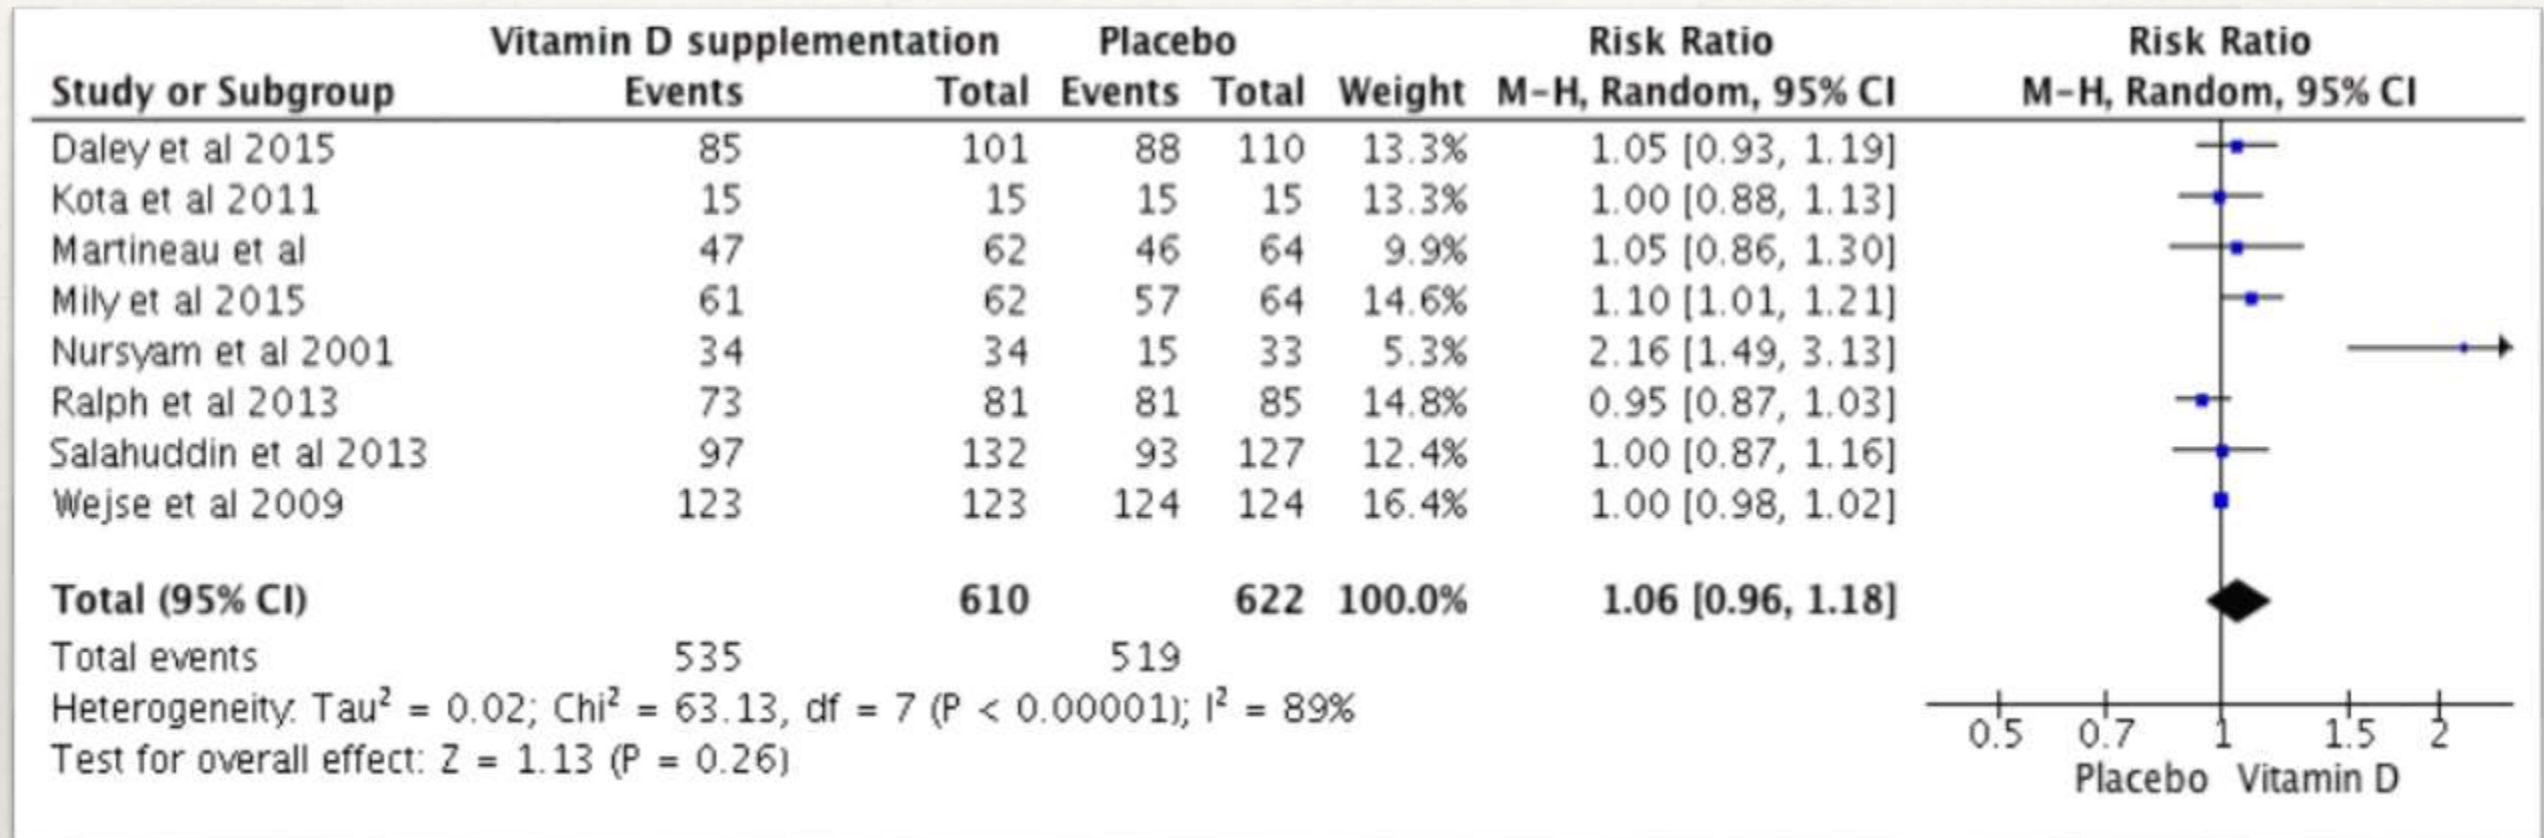 Vitamin D supplementation Placebo Risk Ratio Risk Ratio
Study or Subgroup Events Total Events Total Weight M-H, Random, 95% CI M-H, Random, 95% CI
Daley et al 2015 85 101 88 110 13.3% 1.05 [0.93, 1.19]
Kota et al 2011 15 15 15 15 13.3% 1.00 [0.88, 1.13]
Martineau et al 47 62 46 64 9.9% 1.05 [0.86, 1.30]
Mily et al 2015 61 62 57 64 14.6% 1.10 [1.01, 1.21]
Nursyam et al 2001 34 34 15 33 5.3% 2.16 [1.49, 3.13]
Ralph et al 2013 73 81 81 85 14.8% 0.95 [0.87, 1.03]
Salahuddin et al 2013 97 132 93 127 12.4% 1.00 [0.87, 1.16]
Wejse et al 2009 123 123 124 124 16.4% 1.00 [0.98, 1.02]
Total (95% CI) 610 622 100.0% 1.06 [0.96, 1.18]
Total events 535 519
Heterogeneity: Tau² = 0.02; Chi² = 63.13, df = 7 (P < 0.00001); I² = 89%
Test for overall effect: Z = 1.13 (P = 0.26)
0.5 0.7 1 1.5 2
Placebo Vitamin D